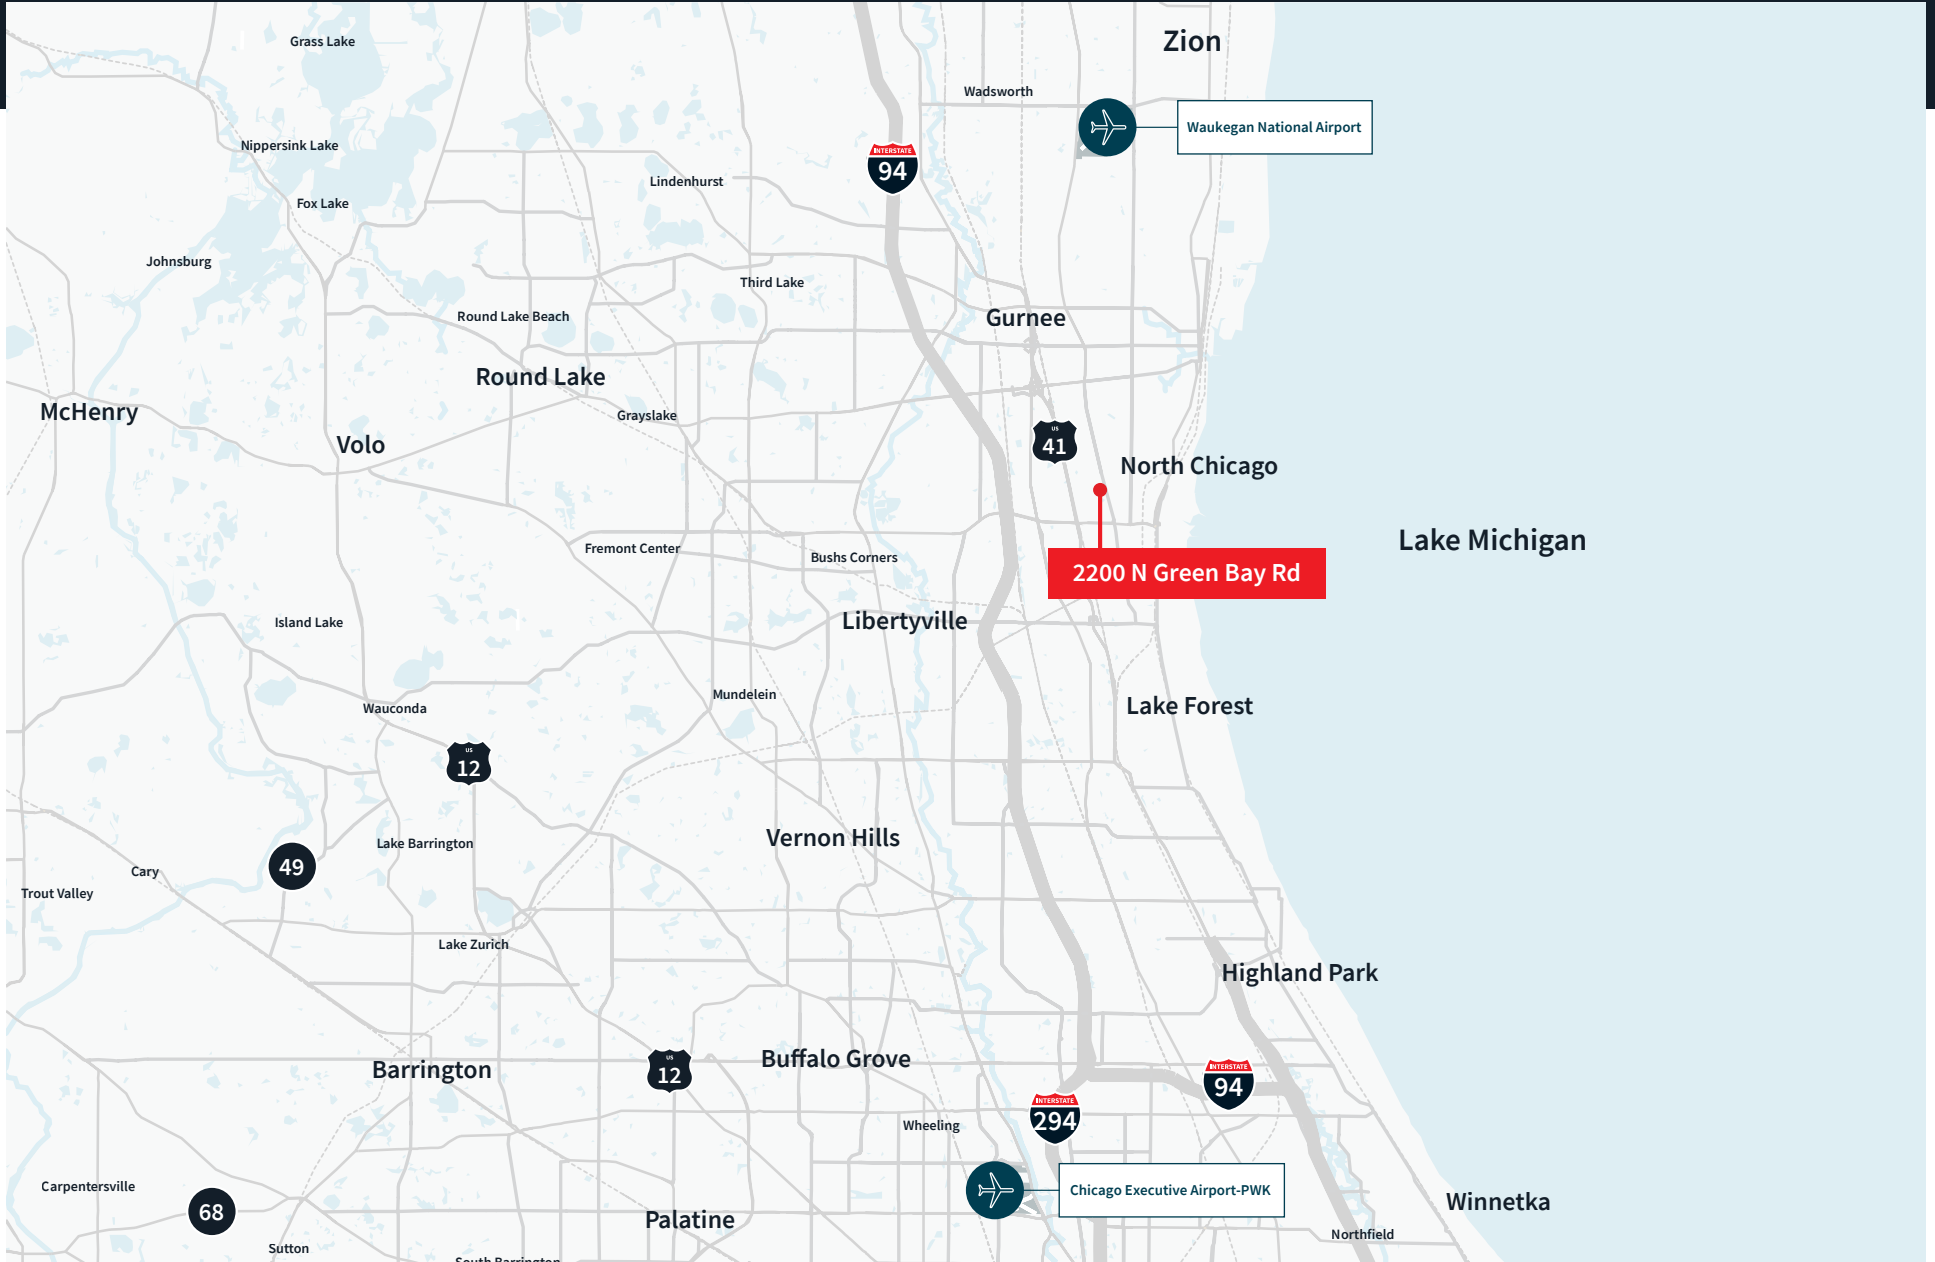 Grass Lake
Zion
Wadsworth
Waukegan National Airport
Nippersink Lake
INTERSTATE
94
Lindenhurst
Fox Lake
Johnsburg
Third Lake
Round Lake Beach
Gurnee
Round Lake
McHenry
Grayslake
Volo
US
41
North Chicago
Lake Michigan
Fremont Center
Bushs Corners
2200 N Green Bay Rd
Island Lake
Libertyville
Mundelein
Wauconda
Lake Forest
US
12
Vernon Hills
Lake Barrington
49
Cary
Trout Valley
Lake Zurich
Highland Park
Barrington
US
12
Buffalo Grove
INTERSTATE
94
INTERSTATE
294
Wheeling
Carpentersville
Chicago Executive Airport-PWK
68
Palatine
Winnetka
Northfield
Sutton
South Barrington